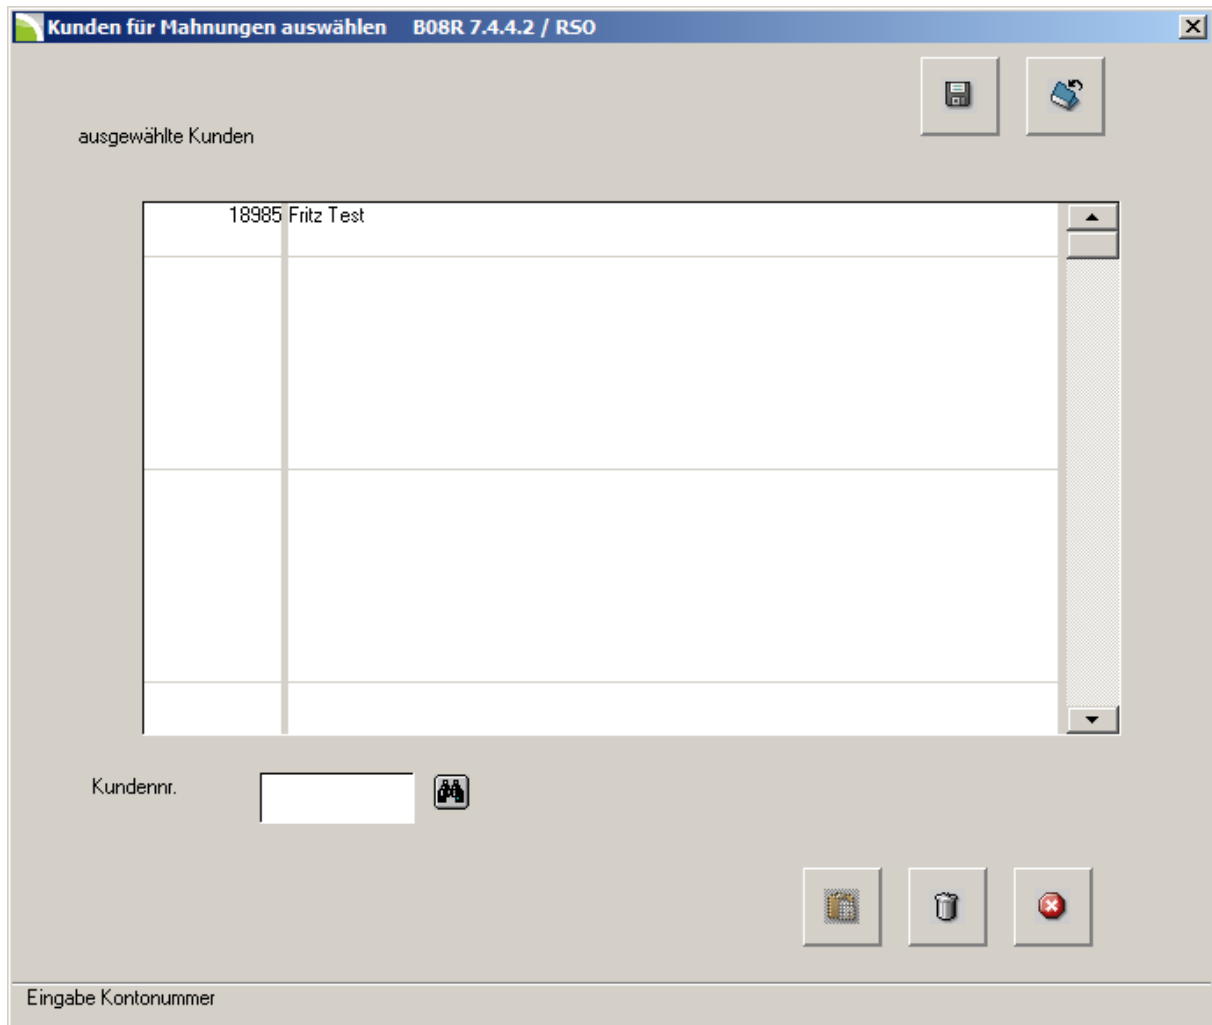 Kunden für Mahnungen auswählen B08R 7.4.4.2 / RSO
ausgewählte Kunden
18985 Fritz Test
Kundennr.
Eingabe Kontonummer